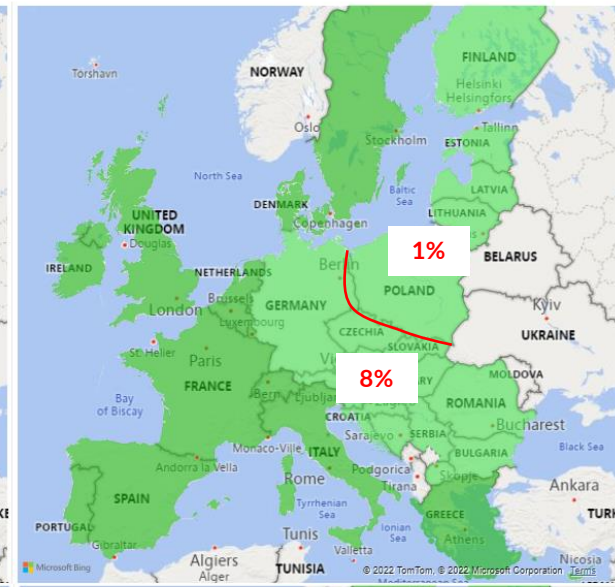 FINLAND
Torshavn
NORWAY
Helsinki
Helsingfors
Oslo
Stockholm
Tallinn
ESTONIA
North Sea
Baltic
Sea
LATVIA
DENMARK
Copenhagen
LITHUANIA
UNITED
KINGDOM
Douglas
1%
BELARUS
IRELAND
NETHERLANDS
Berlin
POLAND
London
Brussels
GERMANY
Kyiv
Luxembourg
CZECHIA
UKRAINE
St. Helier
Paris
SLOVAKIA
8%
MOLDOVA
FRANCE
Bern
Ljublja
ROMANIA
Bay
of Biscay
CROATIA
Bucharest
Monaco-Ville
Sarajevo
SERBIA
Black Sea
Andorra la Vella
ITALY
BULGARIA
Rome
Podgorica
Skopje
Tirana
Ankara
SPAIN
Tyrrhenian
Sea
TURK
PORTUGAL
Ionian
Sea
GREECE
Athens
Gibraltar
Tunis
Valletta
Nicosia
Algiers
Alger
TUNISIA
Microsoft Bing
© 2022 TomTom, © 2022 Microsoft Corporation Terms
Mediterranean Sea